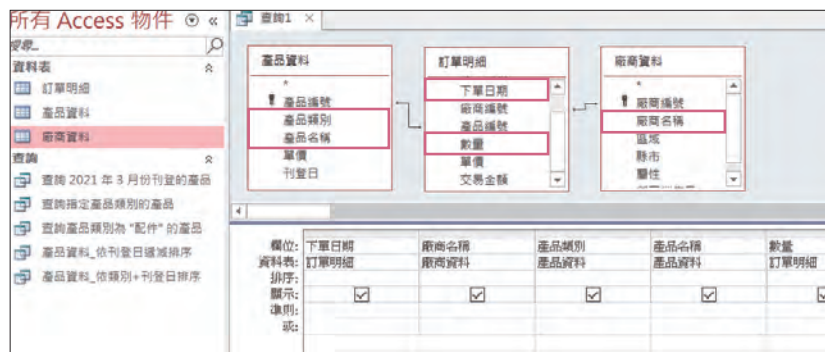 所有 Access 物件
搜尋...
資料表
訂單明細
產品資料
廠商資料
查詢
查詢 2021 年 3 月份刊登的產品
查詢指定產品類別的產品
查詢產品類別為 "配件" 的產品
產品資料_依刊登日遞減排序
產品資料_依類別+刊登日排序
查詢1
產品資料
*
產品編號
產品類別
產品名稱
單價
刊登日
訂單明細
下單日期
廠商編號
產品編號
數量
單價
交易金額
廠商資料
*
廠商編號
廠商名稱
區域
縣市
屬性
欄位: 下單日期 廠商名稱 產品類別 產品名稱 數量
資料表: 訂單明細 廠商資料 產品資料 產品資料 訂單明細
排序:
顯示:
準則:
或: